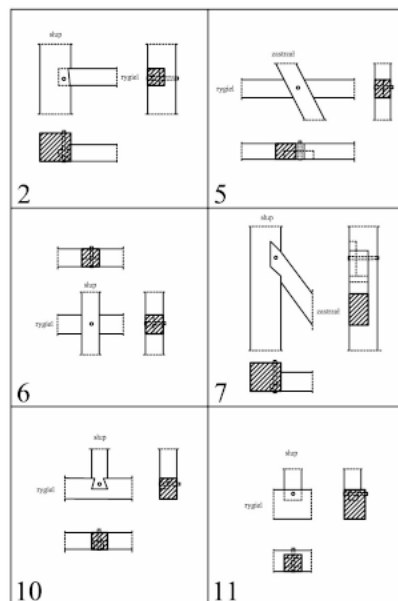 słup
rygiel
2
zastrzał
rygiel
5
słup
rygiel
6
słup
zastrzał
7
słup
rygiel
10
słup
rygiel
11